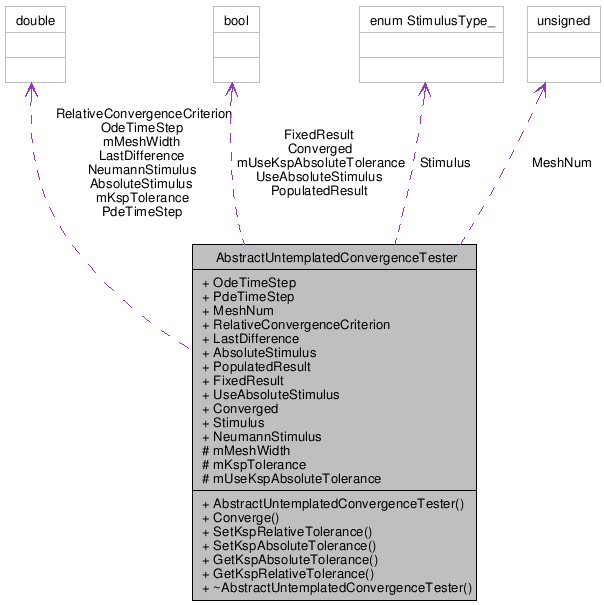 double
bool
enum StimulusType_
unsigned
RelativeConvergenceCriterion
OdeTimeStep
mMeshWidth
LastDifference
NeumannStimulus
AbsoluteStimulus
mKspTolerance
PdeTimeStep
FixedResult
Converged
mUseKspAbsoluteTolerance
UseAbsoluteStimulus
PopulatedResult
Stimulus
MeshNum
AbstractUntemplatedConvergenceTester
+ OdeTimeStep
+ PdeTimeStep
+ MeshNum
+ RelativeConvergenceCriterion
+ LastDifference
+ AbsoluteStimulus
+ PopulatedResult
+ FixedResult
+ UseAbsoluteStimulus
+ Converged
+ Stimulus
+ NeumannStimulus
# mMeshWidth
# mKspTolerance
# mUseKspAbsoluteTolerance
+ AbstractUntemplatedConvergenceTester()
+ Converge()
+ SetKspRelativeTolerance()
+ SetKspAbsoluteTolerance()
+ GetKspAbsoluteTolerance()
+ GetKspRelativeTolerance()
+ ~AbstractUntemplatedConvergenceTester()